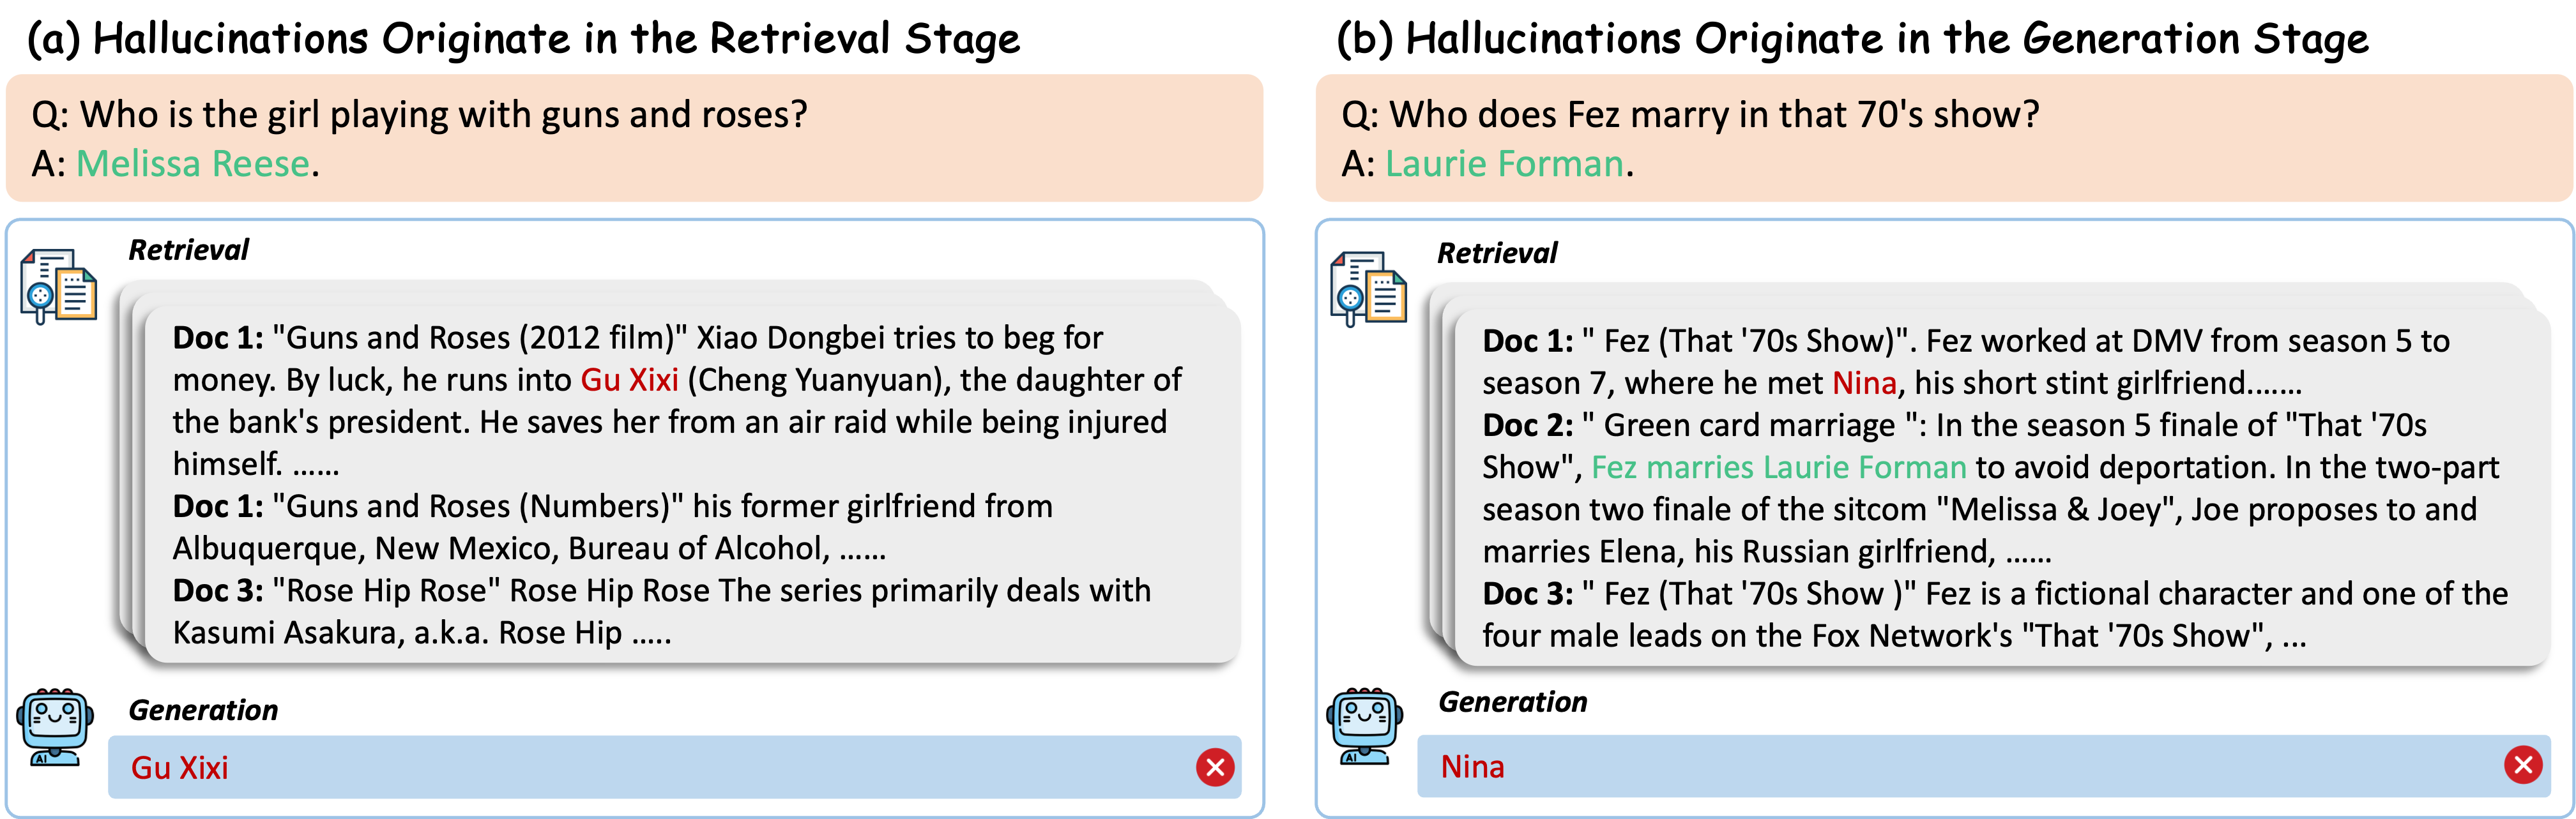 (a) Hallucinations Originate in the Retrieval Stage
Q: Who is the girl playing with guns and roses?
A: Melissa Reese.
Retrieval
Doc 1: "Guns and Roses (2012 film)" Xiao Dongbei tries to beg for
money. By luck, he runs into Gu Xixi (Cheng Yuanyuan), the daughter of
the bank's president. He saves her from an air raid while being injured
himself. ......
Doc 1: "Guns and Roses (Numbers)" his former girlfriend from
Albuquerque, New Mexico, Bureau of Alcohol, ......
Doc 3: "Rose Hip Rose" Rose Hip Rose The series primarily deals with
Kasumi Asakura, a.k.a. Rose Hip .....
Generation
AI
Gu Xixi
(b) Hallucinations Originate in the Generation Stage
Q: Who does Fez marry in that 70's show?
A: Laurie Forman.
Retrieval
Doc 1: " Fez (That '70s Show)". Fez worked at DMV from season 5 to
season 7, where he met Nina, his short stint girlfriend.......
Doc 2: " Green card marriage ": In the season 5 finale of "That '70s
Show", Fez marries Laurie Forman to avoid deportation. In the two-part
season two finale of the sitcom "Melissa & Joey", Joe proposes to and
marries Elena, his Russian girlfriend, ......
Doc 3: " Fez (That '70s Show )" Fez is a fictional character and one of the
four male leads on the Fox Network's "That '70s Show", ...
Generation
AI
Nina